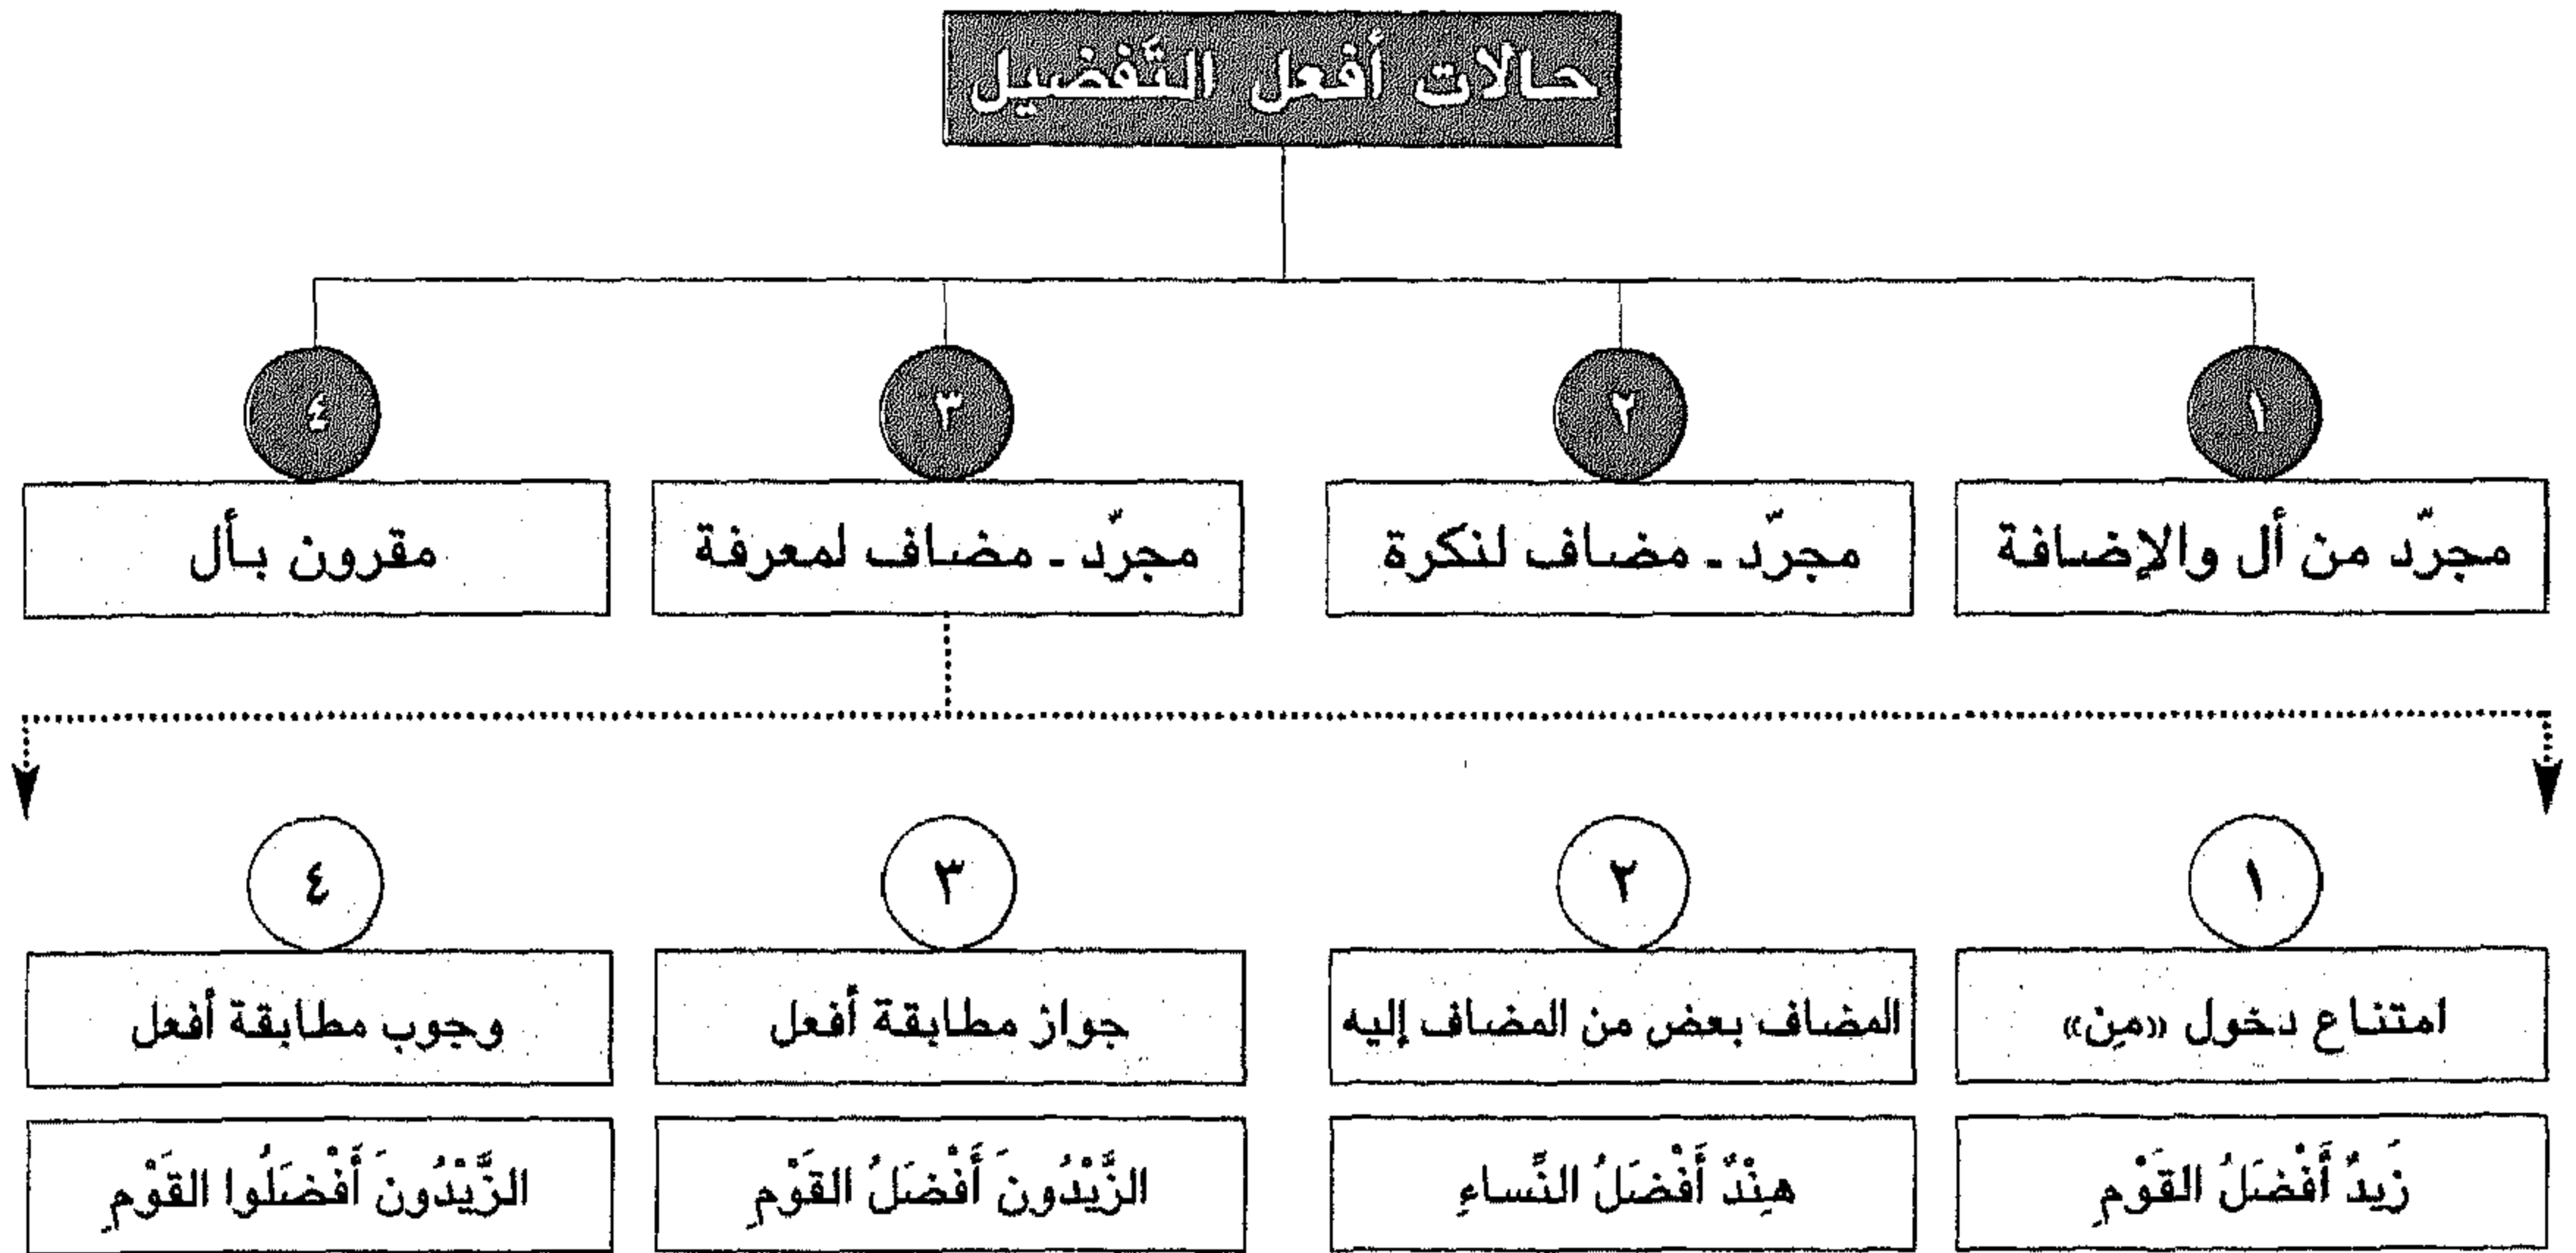 حالات أفعل التَّفضيل
١
٢
٣
٤
مجرّد من أل والإضافة
مجرّد ـ مضاف لنكرة
مجرّد ـ مضاف لمعرفة
مقرون بأل
١
٢
٣
٤
امتناع دخول «مِن»
المضاف بعض من المضاف إليه
جواز مطابقة أفعل
وجوب مطابقة أفعل
زَيدٌ أَفْضَلُ القَوْمِ
هِنْدٌ أَفْضَلُ النِّساءِ
الزَّيْدُونَ أَفْضَلُ القَوْمِ
الزَّيْدُونَ أَفْضَلُوا القَوْمِ